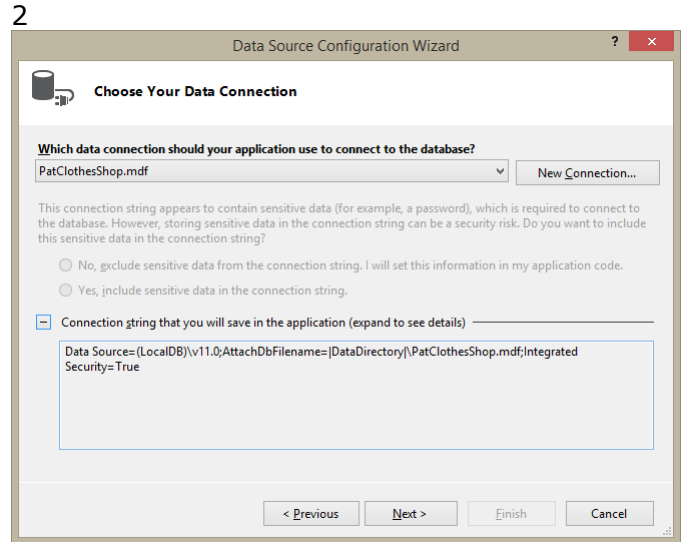 2
Data Source Configuration Wizard
?
×
Choose Your Data Connection
Which data connection should your application use to connect to the database?
PatClothesShop.mdf
New Connection...
This connection string appears to contain sensitive data (for example, a password), which is required to connect to
the database. However, storing sensitive data in the connection string can be a security risk. Do you want to include
this sensitive data in the connection string?
No, exclude sensitive data from the connection string. I will set this information in my application code.
Yes, include sensitive data in the connection string.
Connection string that you will save in the application (expand to see details)
Data Source=(LocalDB)\v11.0;AttachDbFilename=|DataDirectory|\PatClothesShop.mdf;Integrated
Security=True
< Previous
Next >
Finish
Cancel